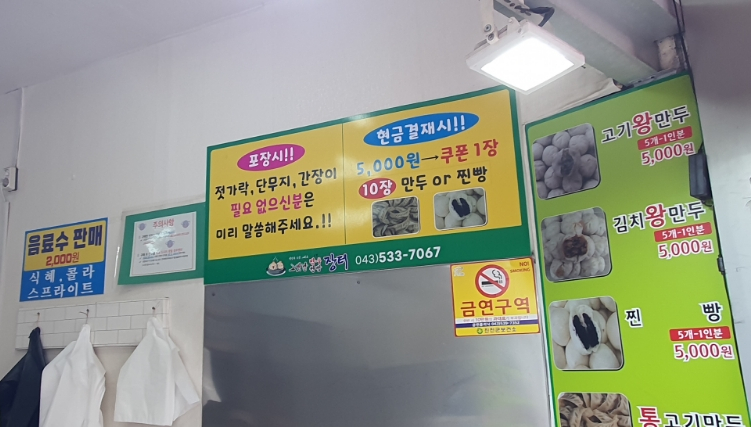 포장시!!
젓가락,단무지,간장이
필요 없으신분은
미리 말씀해주세요.!!
현금결재시!!
5,000원→쿠폰 1장
10장 만두 or 찐빵
장터 043)533-7067
음료수 판매
2,000원
식혜,콜라
스프라이트
주의사항
NO!
SMOKING
금연구역
고기왕만두
5개-1인분
5,000원
김치왕만두
5개-1인분
5,000원
찐빵
5개-1인분
5,000원
통고기만두